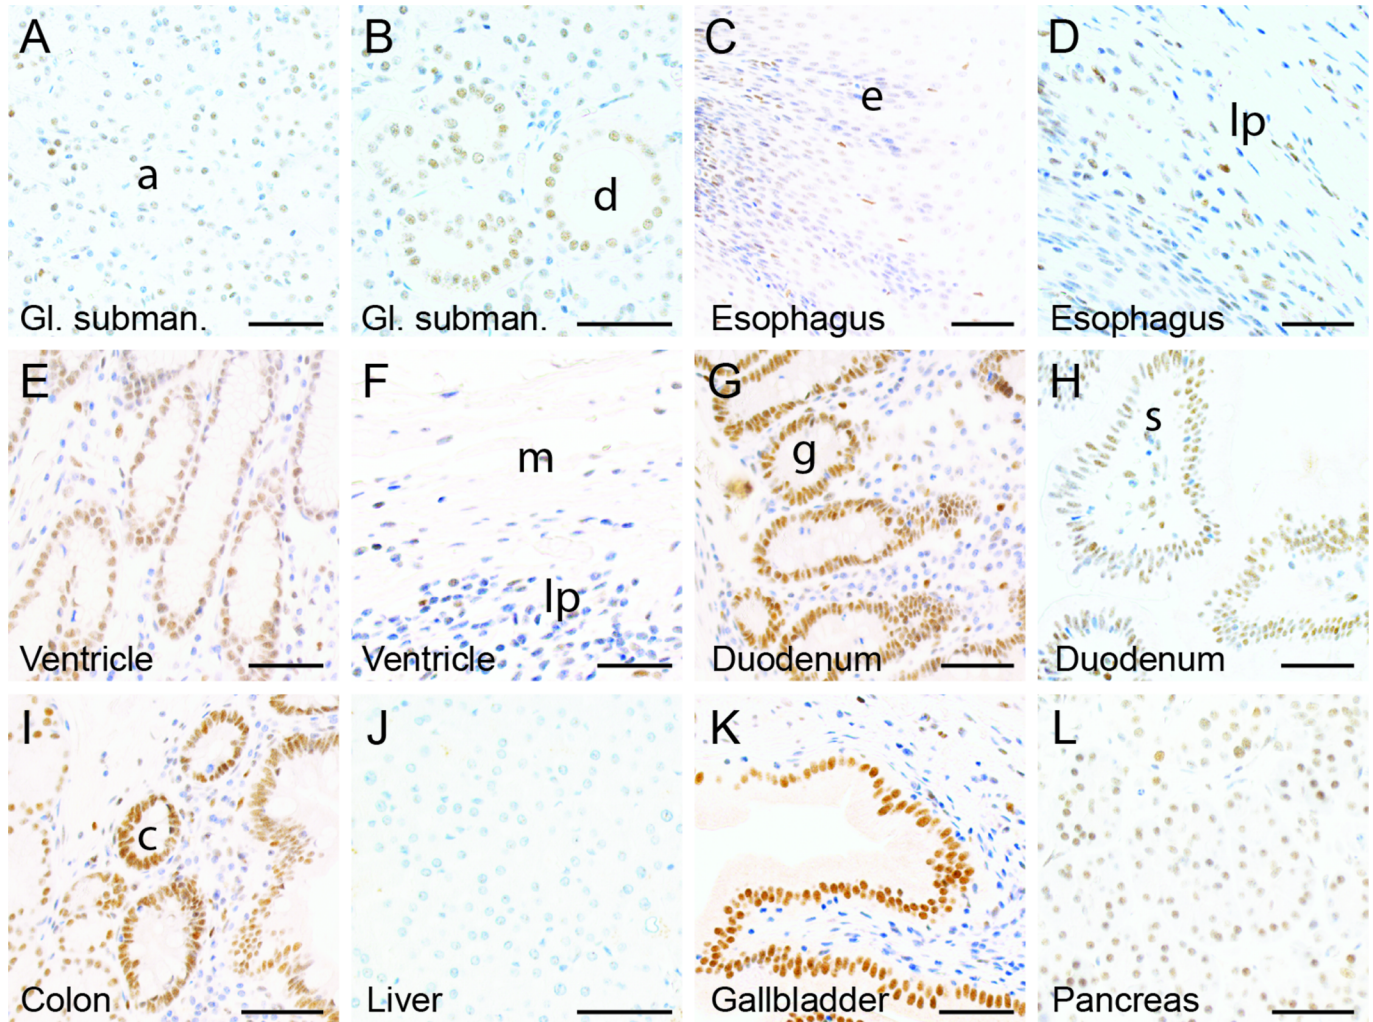 A
B
C
D
a
d
e
lp
Gl. subman.
Gl. subman.
Esophagus
Esophagus
E
F
G
H
m
lp
g
s
Ventricle
Ventricle
Duodenum
Duodenum
I
J
K
L
c
Colon
Liver
Gallbladder
Pancreas